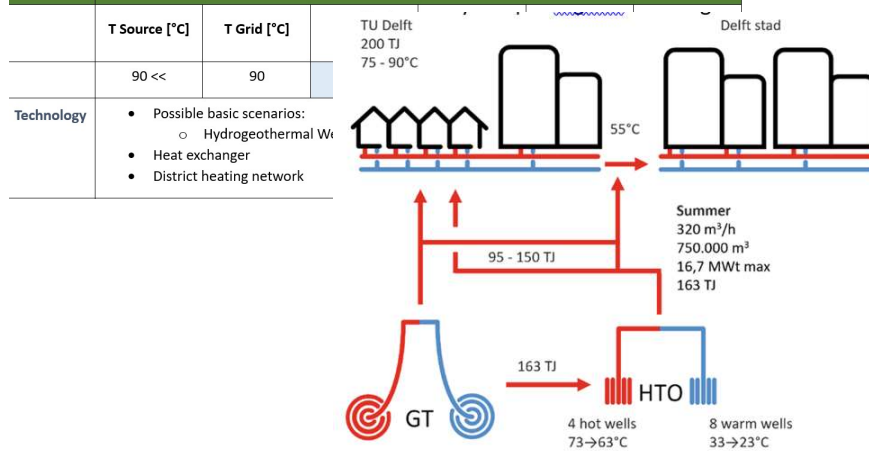 T Source [°C]
T Grid [°C]
90 <<
90
Technology
• Possible basic scenarios:
o Hydrogeothermal
• Heat exchanger
• District heating network
TU Delft
200 TJ
75 - 90°C
Delft stad
55°C
95 - 150 TJ
Summer
320 m³/h
750.000 m³
16,7 MWt max
163 TJ
163 TJ
GT
HTO
4 hot wells
73→63°C
8 warm wells
33→23°C